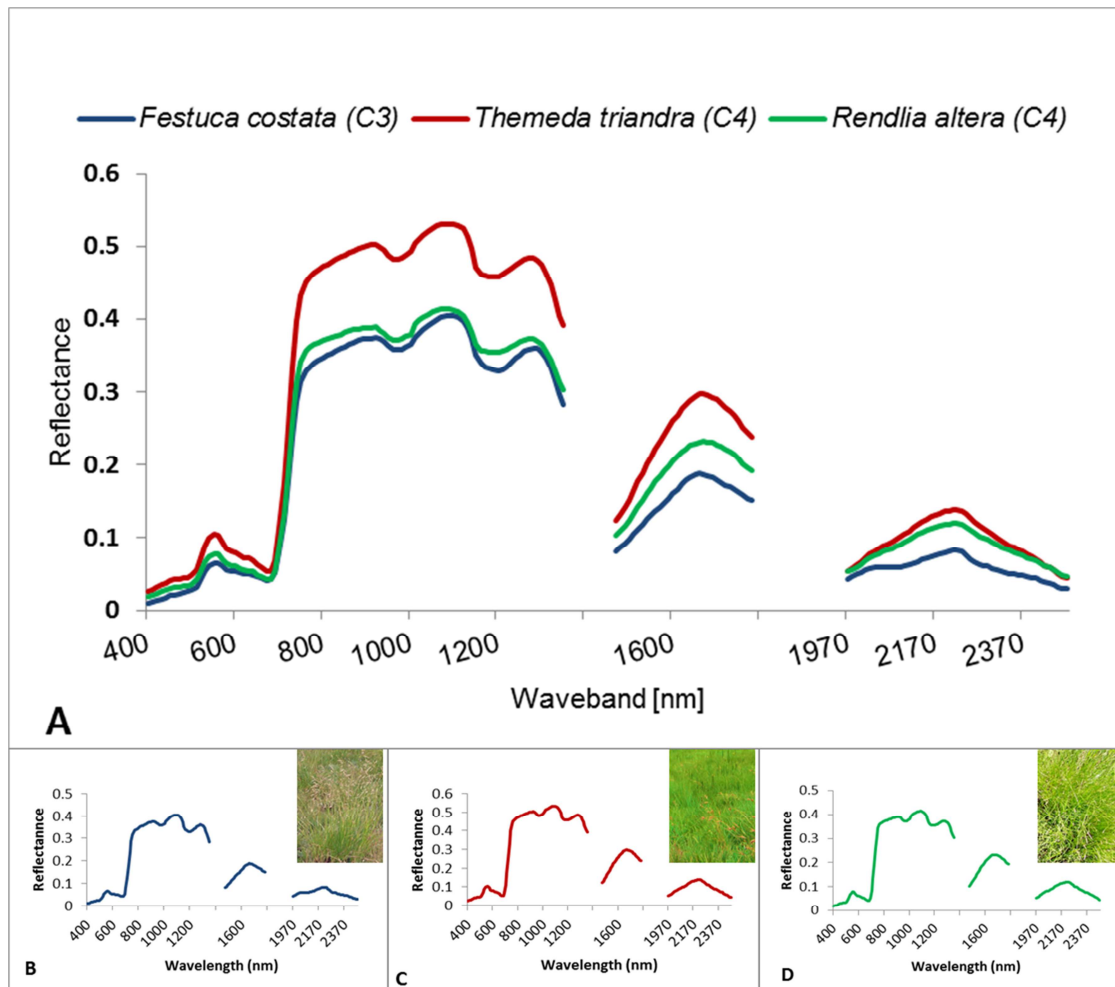 Festuca costata (C3) Themeda triandra (C4) Rendlia altera (C4)
0.6
0.5
0.4
0.3
0.2
0.1
0
Reflectance
400 600 800 1000 1200 1600 1970 2170 2370
Waveband [nm]
A
0.5
0.4
0.3
0.2
0.1
0
Reflectannce
400 600 800 1000 1200 1600 1970 2170 2370
Wavelength (nm)
B
0.6
0.5
0.4
0.3
0.2
0.1
0
Reflectannce
400 600 800 1000 1200 1600 1970 2170 2370
Wavelength (nm)
C
0.5
0.4
0.3
0.2
0.1
0
Reflectannce
400 600 800 1000 1200 1600 1970 2170 2370
Wavelength (nm)
D